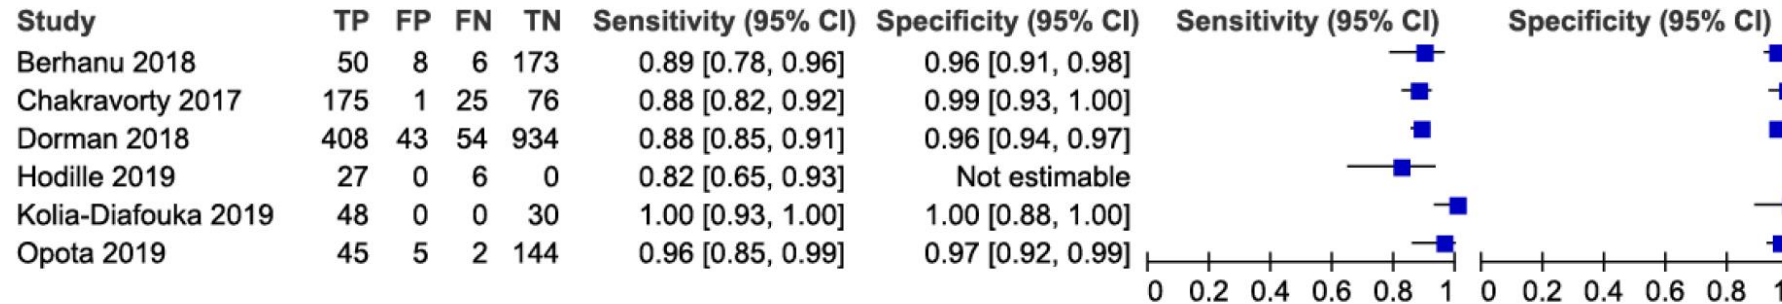 Study TP FP FN TN Sensitivity (95% CI) Specificity (95% CI) Sensitivity (95% CI) Specificity (95% CI)
Berhanu 2018 50 8 6 173 0.89 [0.78, 0.96] 0.96 [0.91, 0.98]
Chakravorty 2017 175 1 25 76 0.88 [0.82, 0.92] 0.99 [0.93, 1.00]
Dorman 2018 408 43 54 934 0.88 [0.85, 0.91] 0.96 [0.94, 0.97]
Hodille 2019 27 0 6 0 0.82 [0.65, 0.93] Not estimable
Kolia-Diafouka 2019 48 0 0 30 1.00 [0.93, 1.00] 1.00 [0.88, 1.00]
Opota 2019 45 5 2 144 0.96 [0.85, 0.99] 0.97 [0.92, 0.99]
0 0.2 0.4 0.6 0.8 1 0 0.2 0.4 0.6 0.8 1